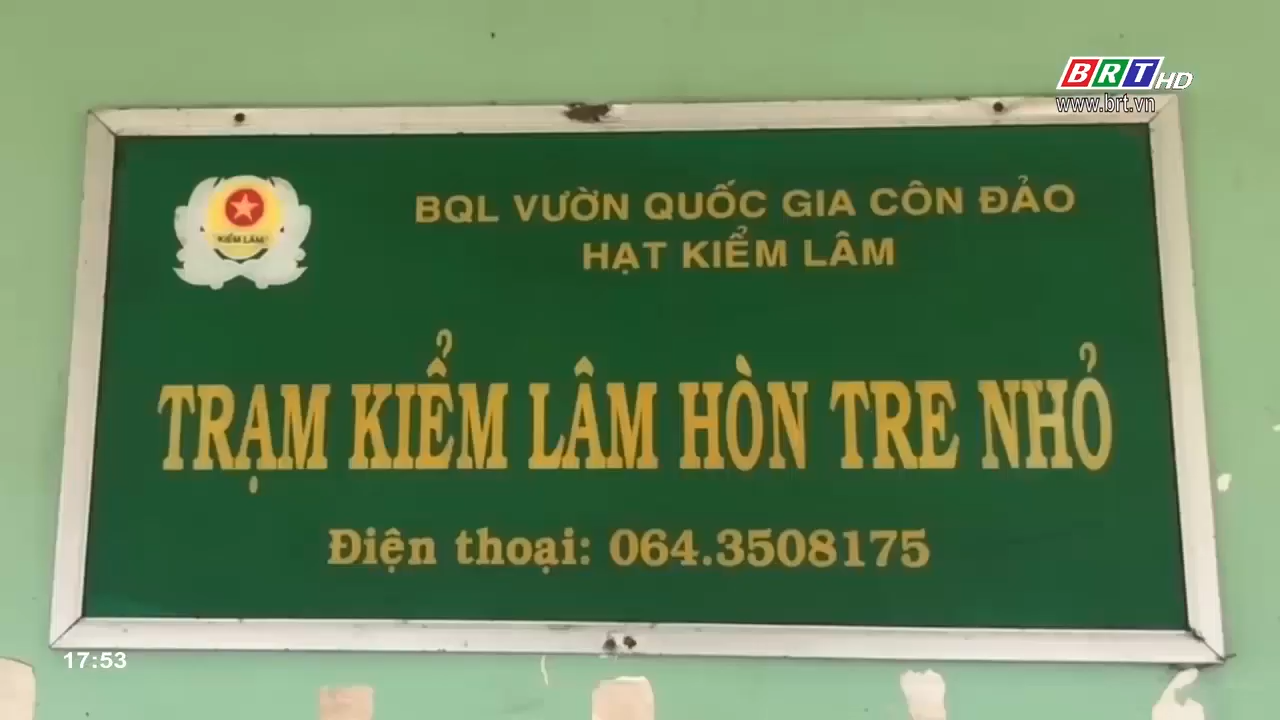 BRT HD
www.brt.vn
KIỂM LÂM
BQL VƯỜN QUỐC GIA CÔN ĐẢO
HẠT KIỂM LÂM
TRẠM KIỂM LÂM HÒN TRE NHỎ
Điện thoại: 064.3508175
17:53